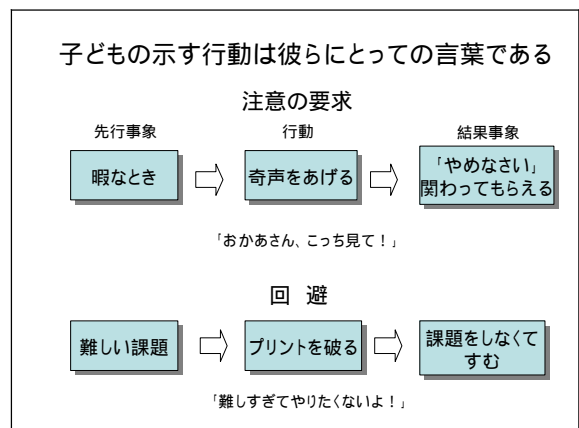 子どもの示す行動は彼らにとっての言葉である
注意の要求
先行事象 行動 結果事象
暇なとき 奇声をあげる 「やめなさい」
関わってもらえる
「おかあさん、こっち見て！」
回 避
難しい課題 プリントを破る 課題をしなくて
すむ
「難しすぎてやりたくないよ！」